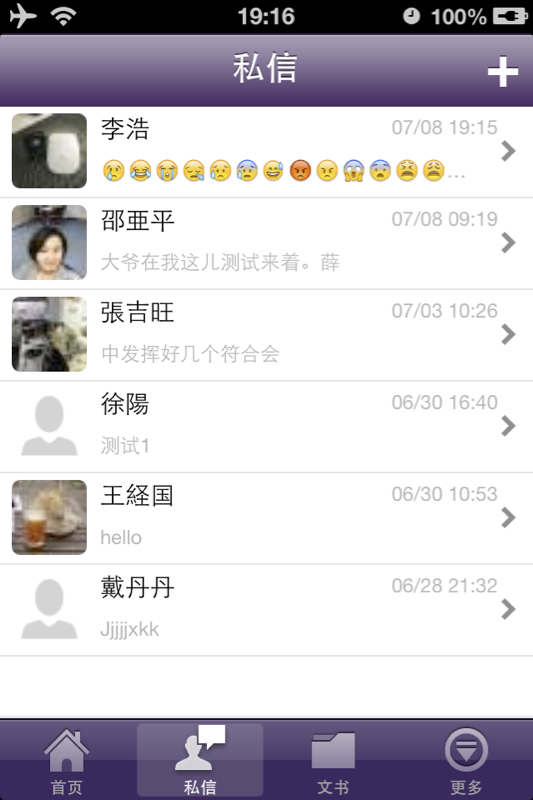 19:16
100%
私信
李浩
07/08 19:15
😢😂😭😪😥😰😅😡😠😱😨😫😩...
邵亜平
07/08 09:19
大爷在我这儿测试来着。薛
張吉旺
07/03 10:26
中发挥好几个符合会
徐陽
06/30 16:40
测试1
王経国
06/30 10:53
hello
戴丹丹
06/28 21:32
Jjjjjxkk
首页
私信
文书
更多